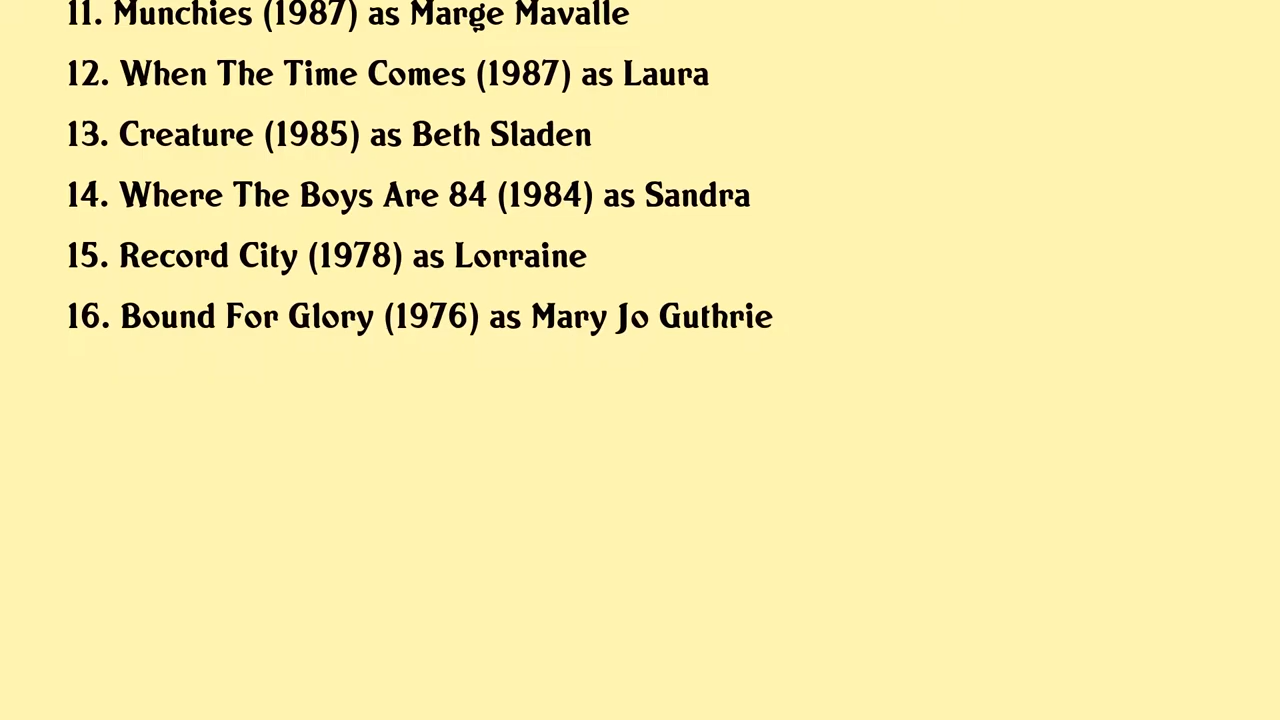 11. Munchies (1987) as Marge Mavalle
12. When The Time Comes (1987) as Laura
13. Creature (1985) as Beth Sladen
14. Where The Boys Are 84 (1984) as Sandra
15. Record City (1978) as Lorraine
16. Bound For Glory (1976) as Mary Jo Guthrie